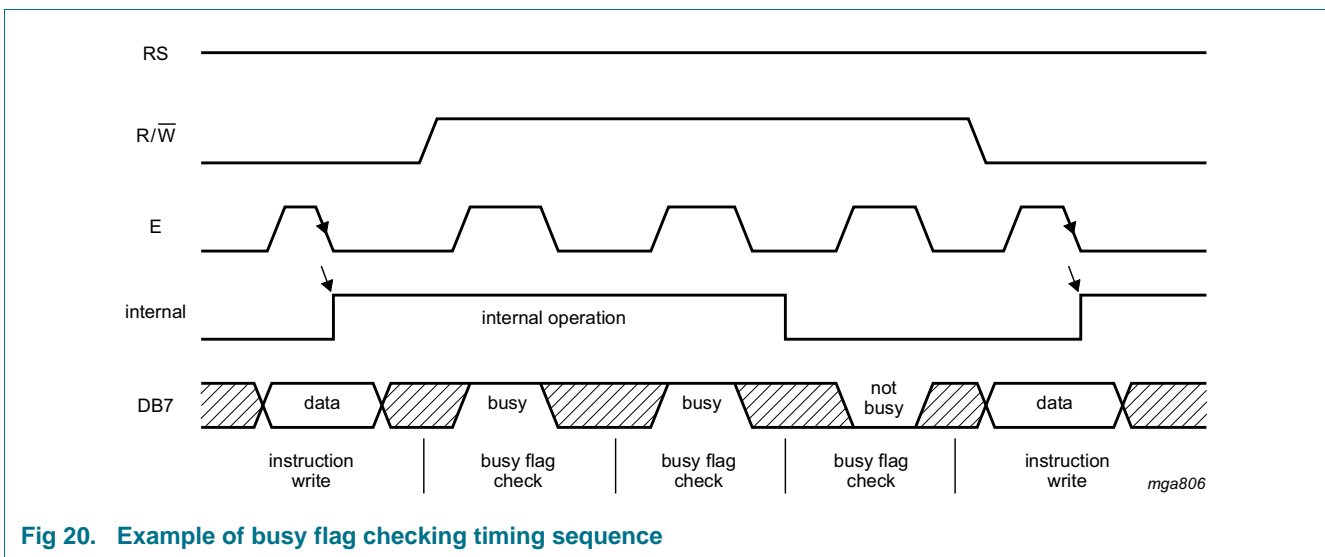 RS
R/W̅
E
internal
internal operation
DB7
data
busy
busy
not
busy
data
instruction
write
busy flag
check
busy flag
check
busy flag
check
instruction
write
mga806
Fig 20. Example of busy flag checking timing sequence